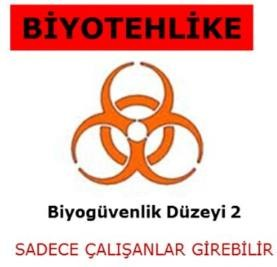 BİYOTEHLİKE
Biyogüvenlik Düzeyi 2
SADECE ÇALIŞANLAR GİREBİLİR